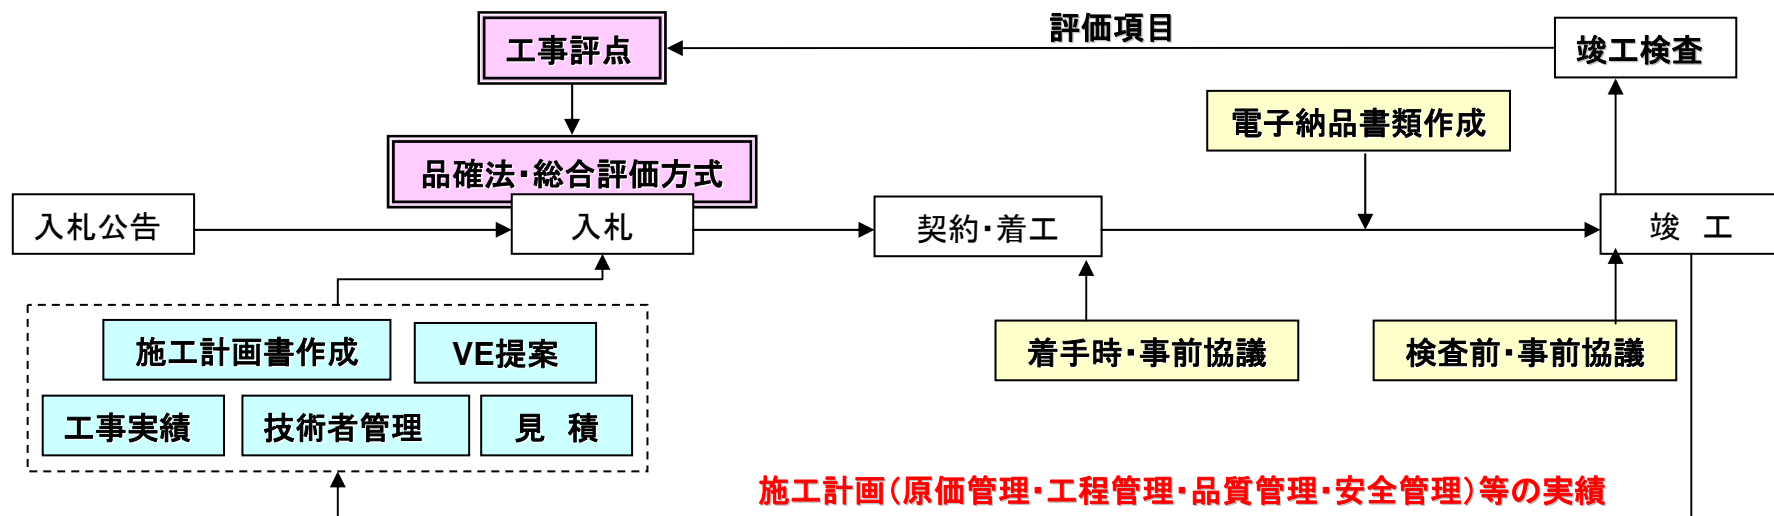 評価項目
工事評点
竣工検査
電子納品書類作成
品確法・総合評価方式
入札公告
入札
契約・着工
竣　工
施工計画書作成
VE提案
着手時・事前協議
検査前・事前協議
工事実績
技術者管理
見　積
施工計画(原価管理・工程管理・品質管理・安全管理)等の実績